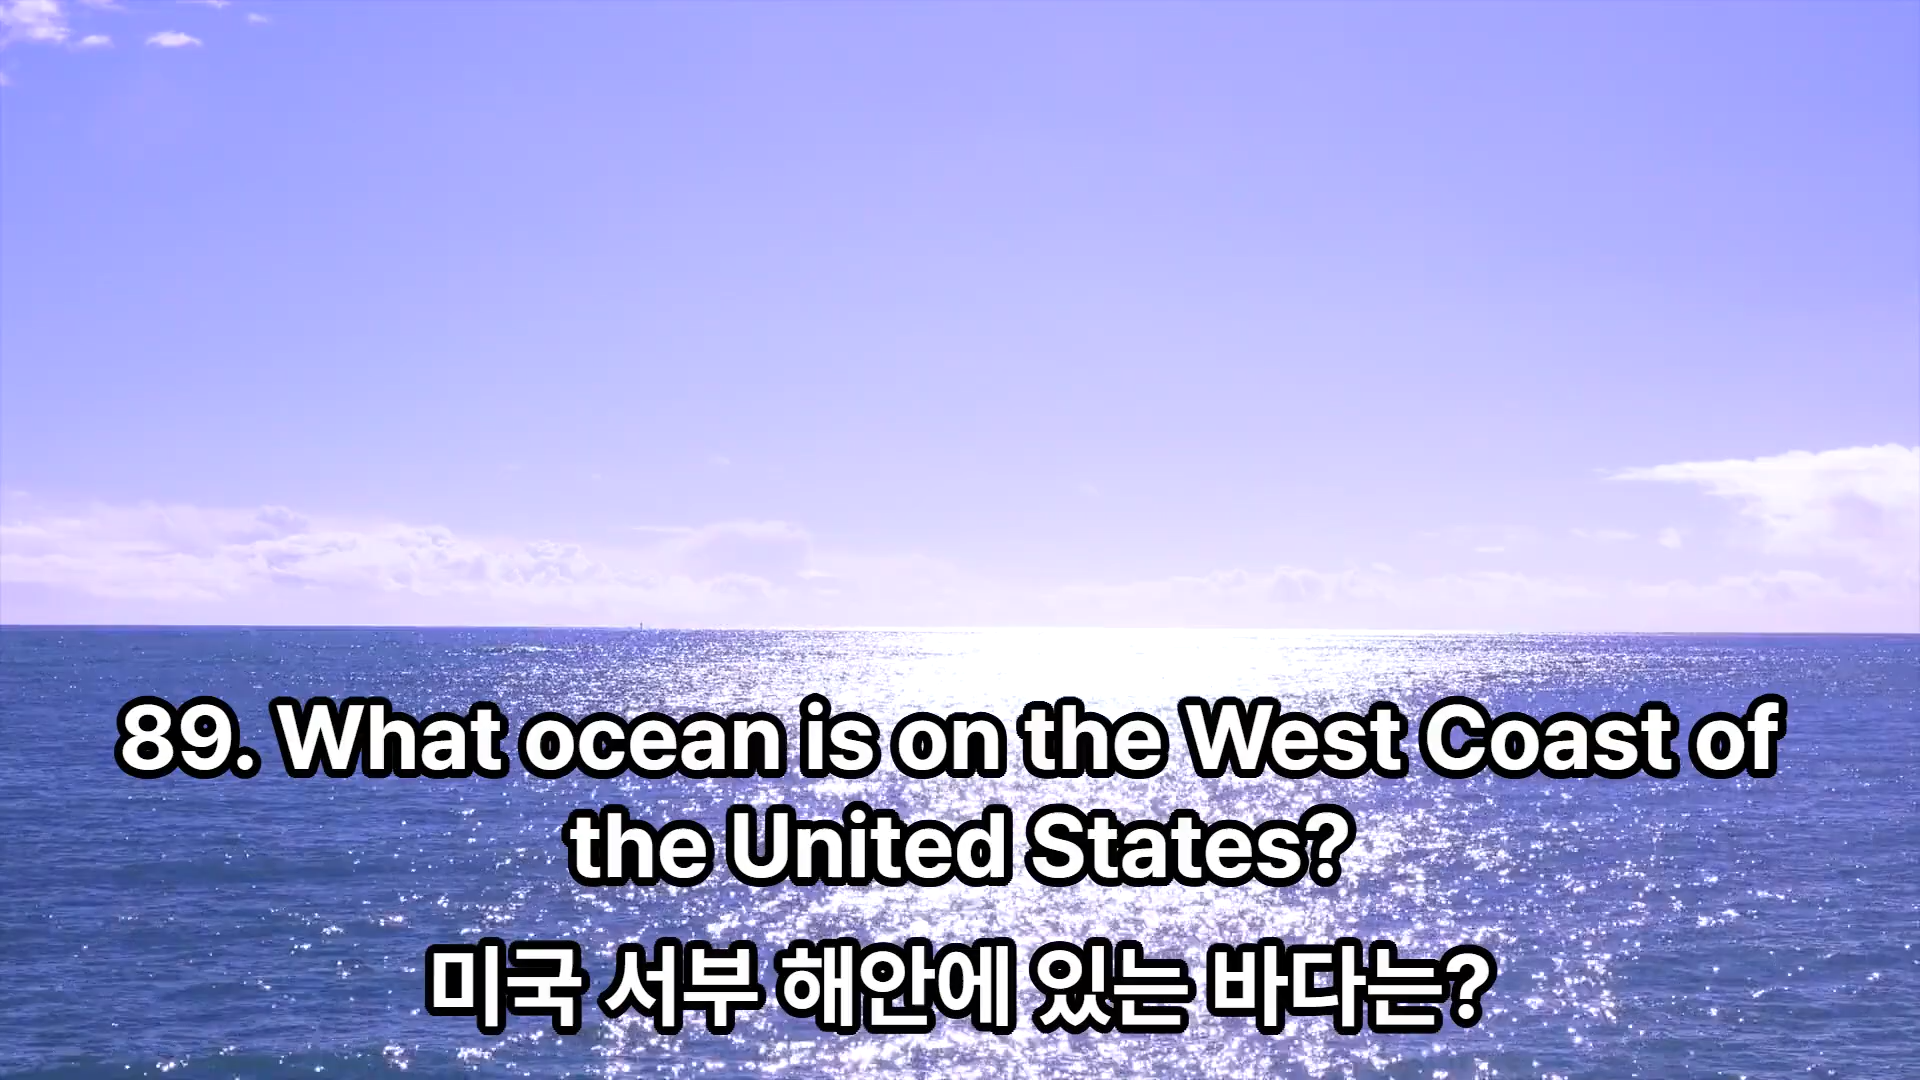 89. What ocean is on the West Coast of
the United States?
미국 서부 해안에 있는 바다는?